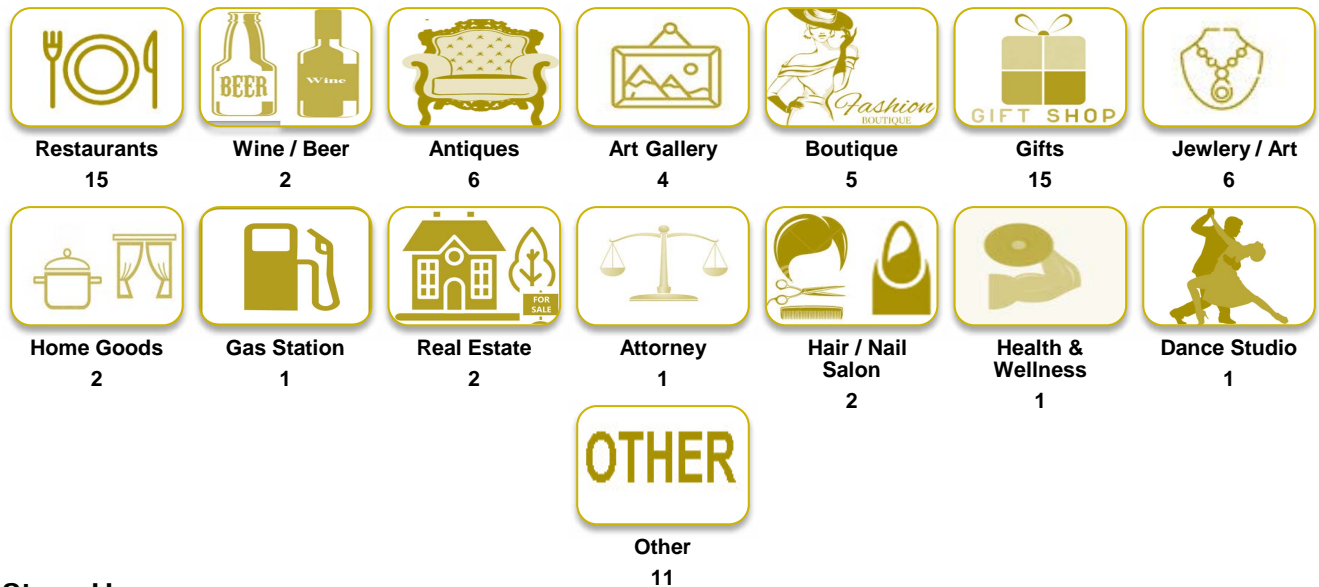 BEER
Wine
Fashion
BOUTIQUE
GIFT SHOP
Restaurants
Wine / Beer
Antiques
Art Gallery
Boutique
Gifts
Jewlery / Art
15
2
6
4
5
15
6
FOR
SALE
Home Goods
Gas Station
Real Estate
Attorney
Hair / Nail
Salon
Health &
Wellness
Dance Studio
2
1
2
1
2
1
1
OTHER
Other
11